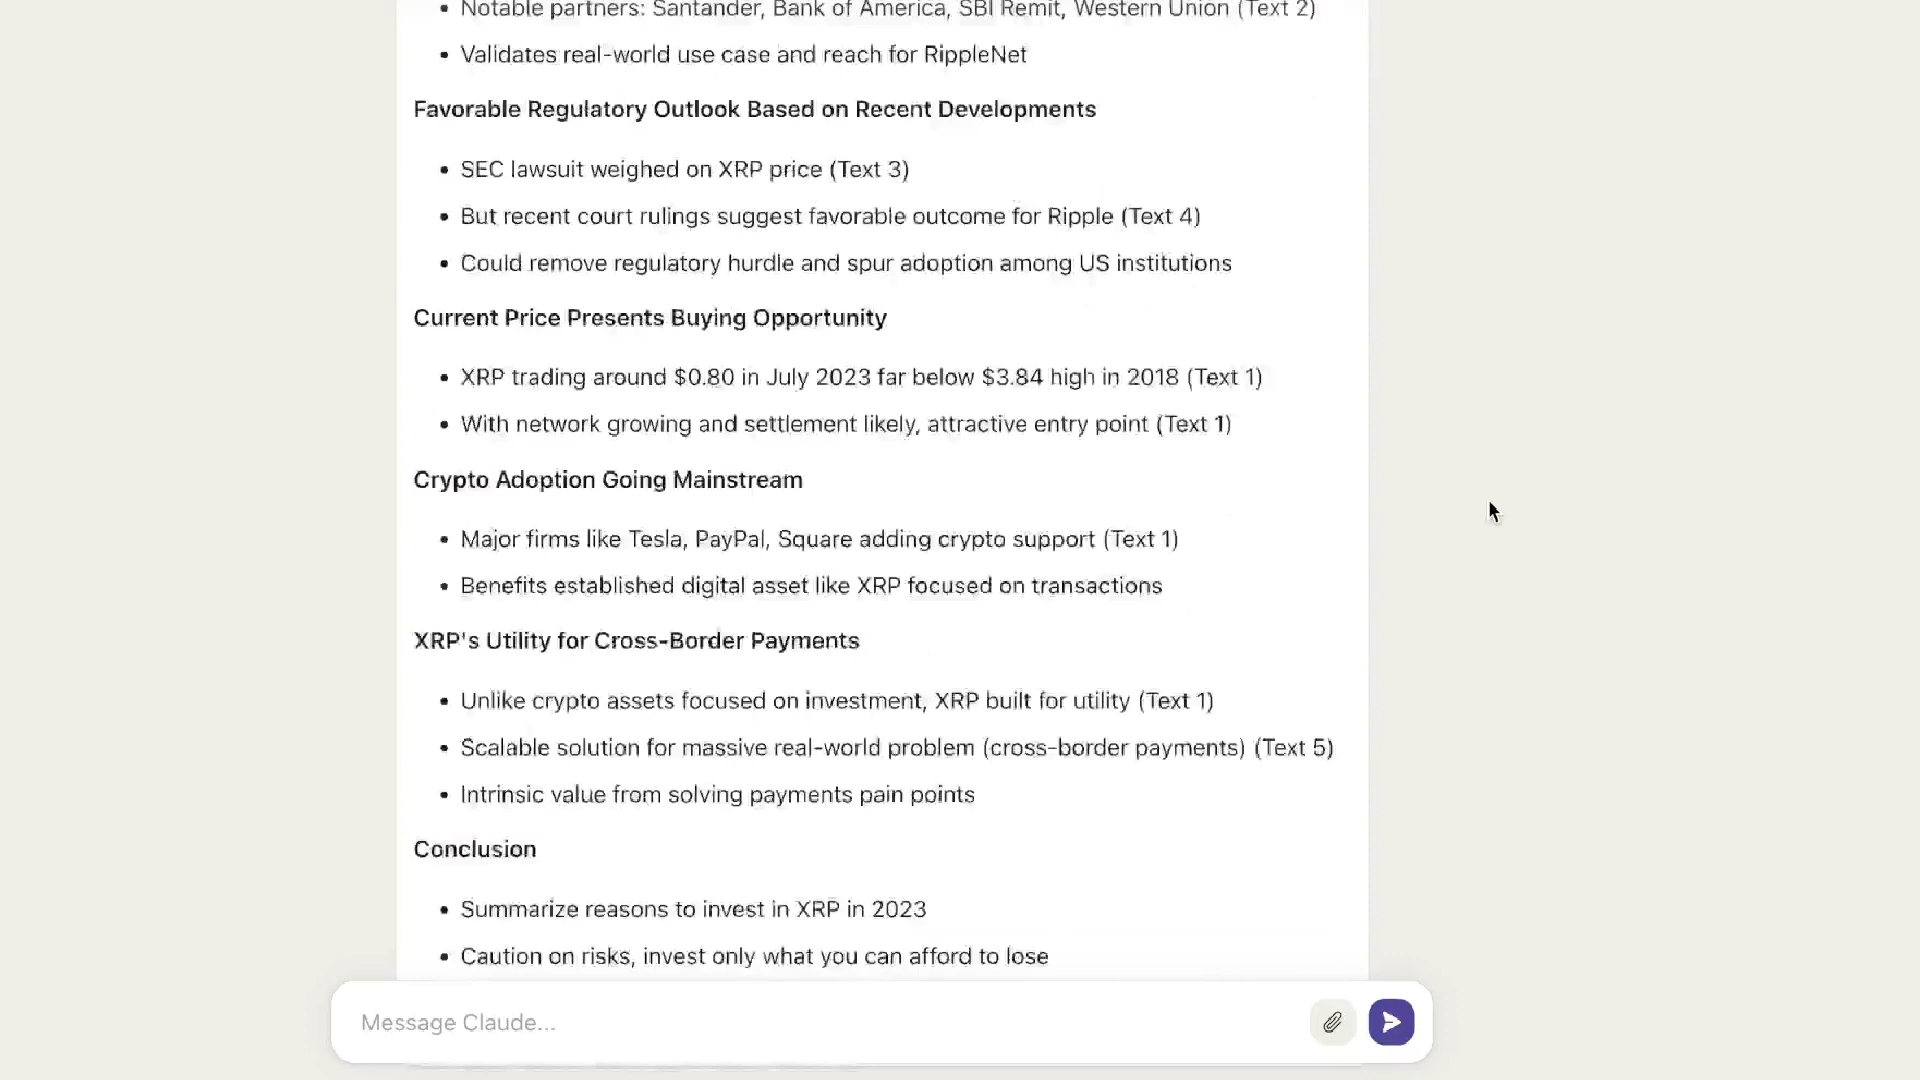 • Notable partners: Santander, Bank of America, SBI Remit, Western Union (Text 2)
• Validates real-world use case and reach for RippleNet
Favorable Regulatory Outlook Based on Recent Developments
• SEC lawsuit weighed on XRP price (Text 3)
• But recent court rulings suggest favorable outcome for Ripple (Text 4)
• Could remove regulatory hurdle and spur adoption among US institutions
Current Price Presents Buying Opportunity
• XRP trading around $0.80 in July 2023 far below $3.84 high in 2018 (Text 1)
• With network growing and settlement likely, attractive entry point (Text 1)
Crypto Adoption Going Mainstream
• Major firms like Tesla, PayPal, Square adding crypto support (Text 1)
• Benefits established digital asset like XRP focused on transactions
XRP's Utility for Cross-Border Payments
• Unlike crypto assets focused on investment, XRP built for utility (Text 1)
• Scalable solution for massive real-world problem (cross-border payments) (Text 5)
• Intrinsic value from solving payments pain points
Conclusion
• Summarize reasons to invest in XRP in 2023
• Caution on risks, invest only what you can afford to lose
Message Claude...